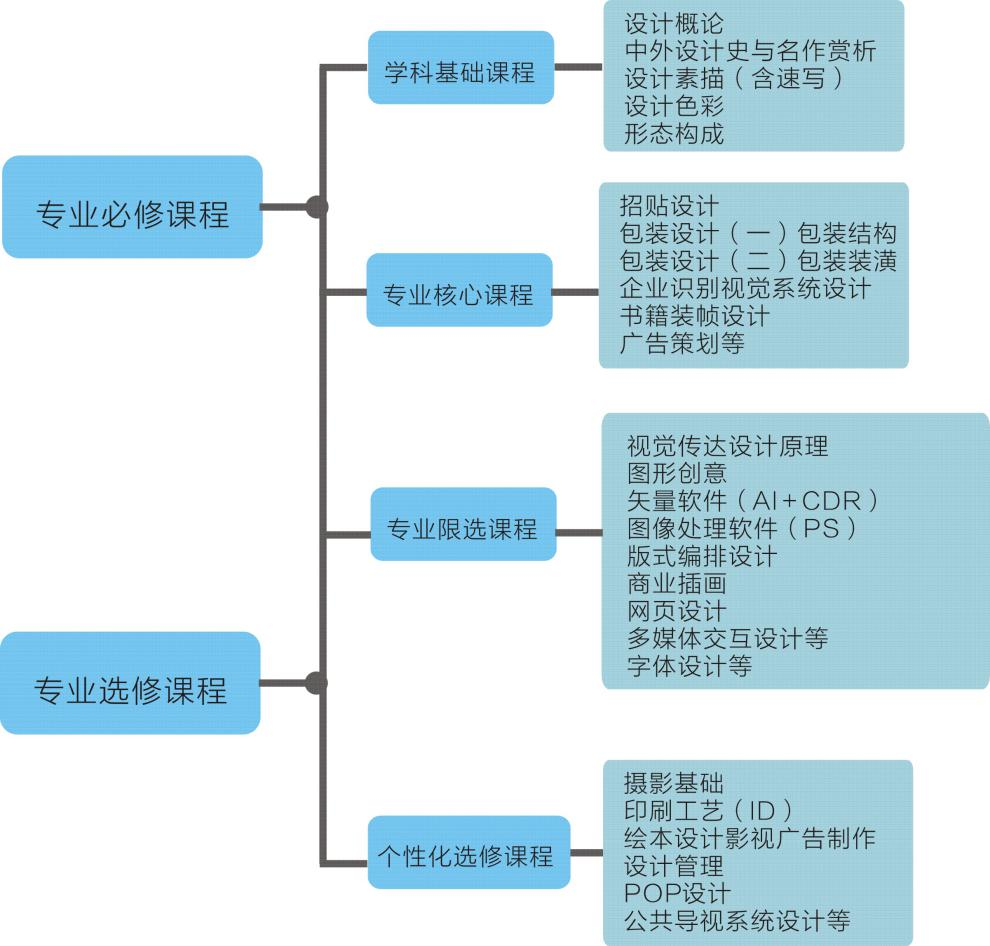 专业必修课程
学科基础课程
设计概论
中外设计史与名作赏析
设计素描（含速写）
设计色彩
形态构成
专业核心课程
招贴设计
包装设计（一）包装结构
包装设计（二）包装装潢
企业识别视觉系统设计
书籍装帧设计
广告策划等
专业选修课程
专业限选课程
视觉传达设计原理
图形创意
矢量软件（AI+CDR）
图像处理软件（PS）
版式编排设计
商业插画
网页设计
多媒体交互设计等
字体设计等
个性化选修课程
摄影基础
印刷工艺（ID）
绘本设计影视广告制作
设计管理
POP设计
公共导视系统设计等